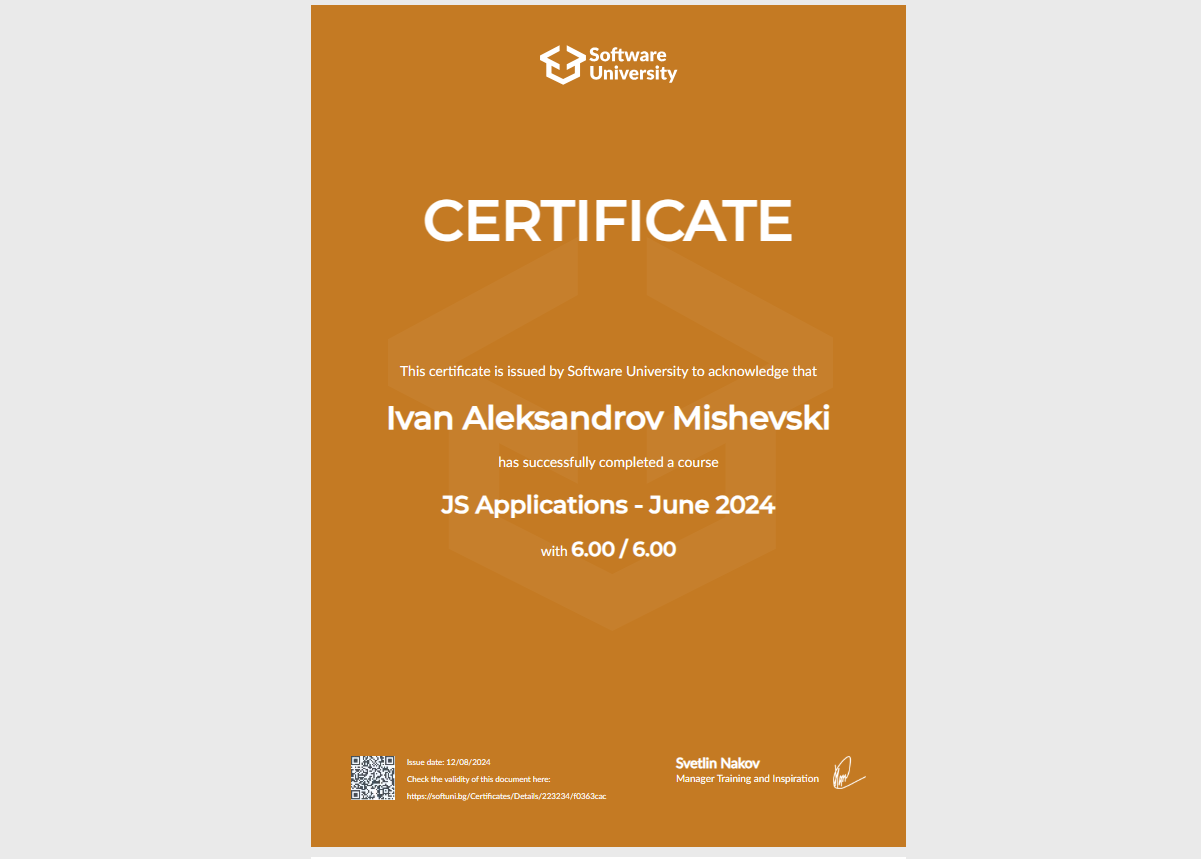 Software
University
CERTIFICATE
This certificate is issued by Software University to acknowledge that
Ivan Aleksandrov Mishevski
has successfully completed a course
JS Applications - June 2024
with 6.00 / 6.00
Issue date: 12/08/2024
Check the validity of this document here:
https://softuni.bg/Certificates/Details/223234/f0363cac
Svetlin Nakov
Manager Training and Inspiration